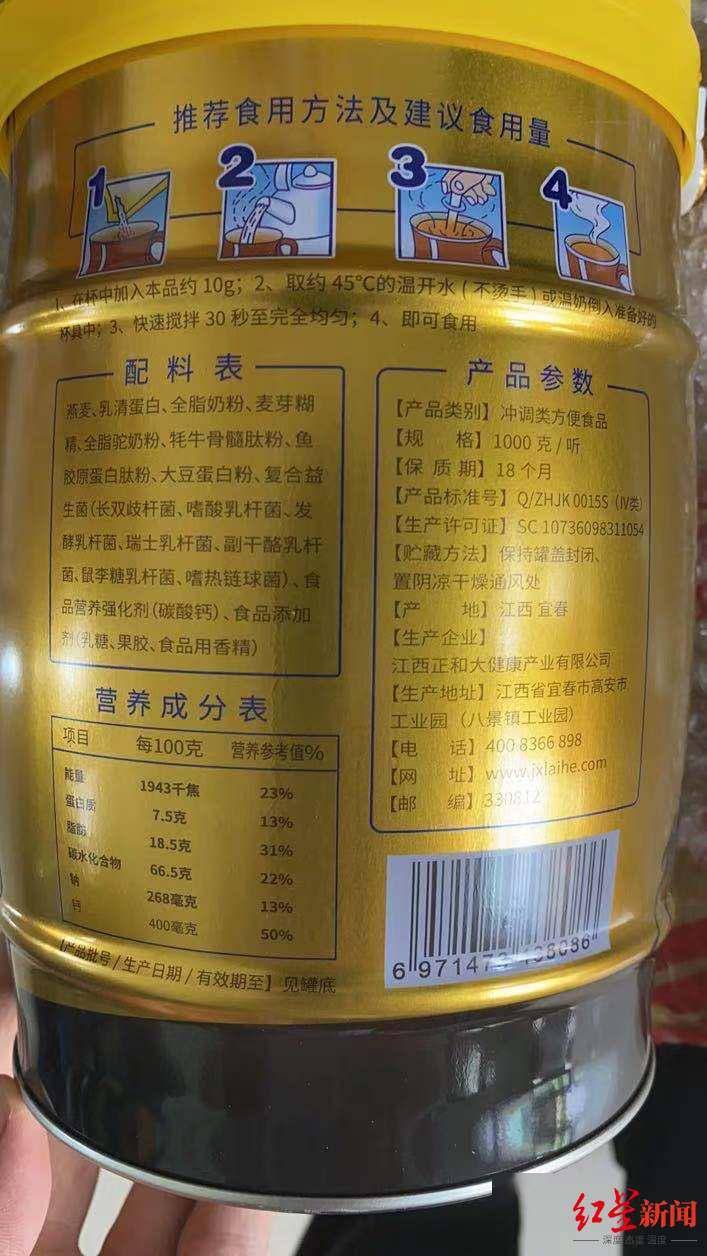 推荐食用方法及建议食用量
1 2 3 4
1、在杯中加入本品约 10g；2、取约 45℃的温开水（不烫手）或温奶倒入准备好的
杯具中；3、快速搅拌 30 秒至完全均匀；4、即可食用
配料表
燕麦、乳清蛋白、全脂奶粉、麦芽糊
精、全脂驼奶粉、牦牛骨髓肽粉、鱼
胶原蛋白肽粉、大豆蛋白粉、复合益
生菌(长双歧杆菌、嗜酸乳杆菌、发
酵乳杆菌、瑞士乳杆菌、副干酪乳杆
菌、鼠李糖乳杆菌、嗜热链球菌)、食
品营养强化剂(碳酸钙)、食品添加
剂(乳糖、果胶、食品用香精)
营养成分表
项目 每100克 营养参考值%
能量 1943千焦 23%
蛋白质 7.5克 13%
脂肪 18.5克 31%
碳水化合物 66.5克 22%
钠 268毫克 13%
钙 400毫克 50%
【产品批号/生产日期/有效期至】见罐底
产品参数
【产品类别】冲调类方便食品
【规 格】1000 克/听
【保 质 期】18 个月
【产品标准号】Q/ZHJK 0015S（IV类）
【生产许可证】SC 10736098311054
【贮藏方法】保持罐盖封闭、
置阴凉干燥通风处
【产 地】江西 宜春
【生产企业】
江西正和大健康产业有限公司
【生产地址】江西省宜春市高安市
工业园（八景镇工业园）
【电 话】400 8366 898
【网 址】www.jxlaihe.com
【邮 编】330812
6 971473 498086
红星新闻
深度 态度 温度